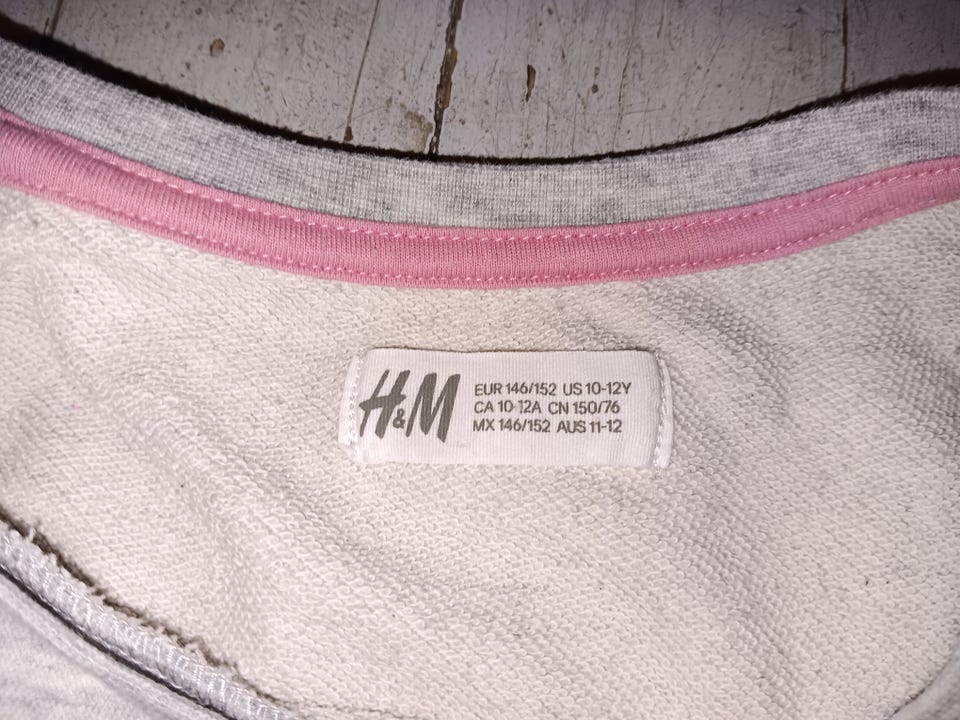 H&M
EUR 146/152 US 10-12Y
CA 10-12A CN 150/76
MX 146/152 AUS 11-12